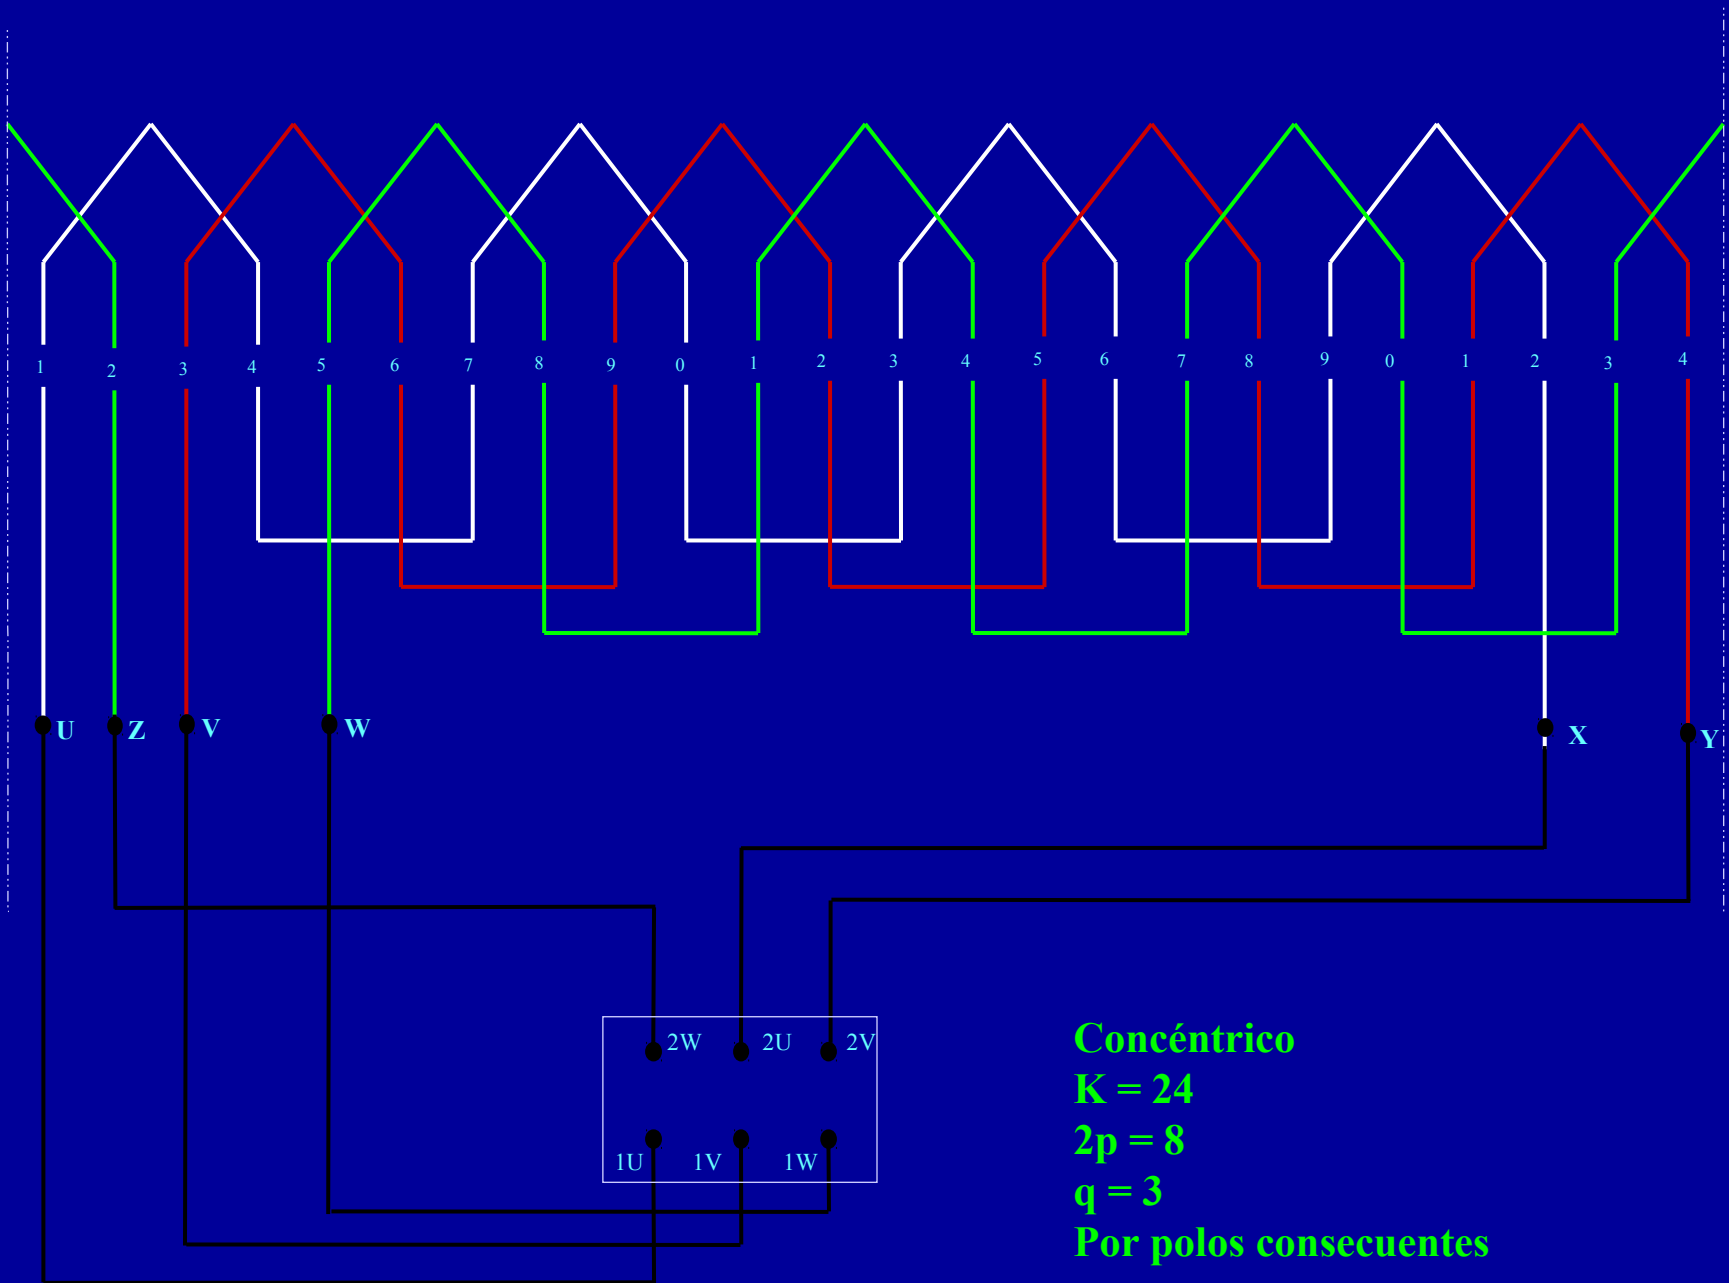 1 2 3 4 5 6 7 8 9 0 1 2 3 4 5 6 7 8 9 0 1 2 3 4
U Z V W X Y
2W 2U 2V
1U 1V 1W
Concéntrico
K = 24
2p = 8
q = 3
Por polos consecuentes